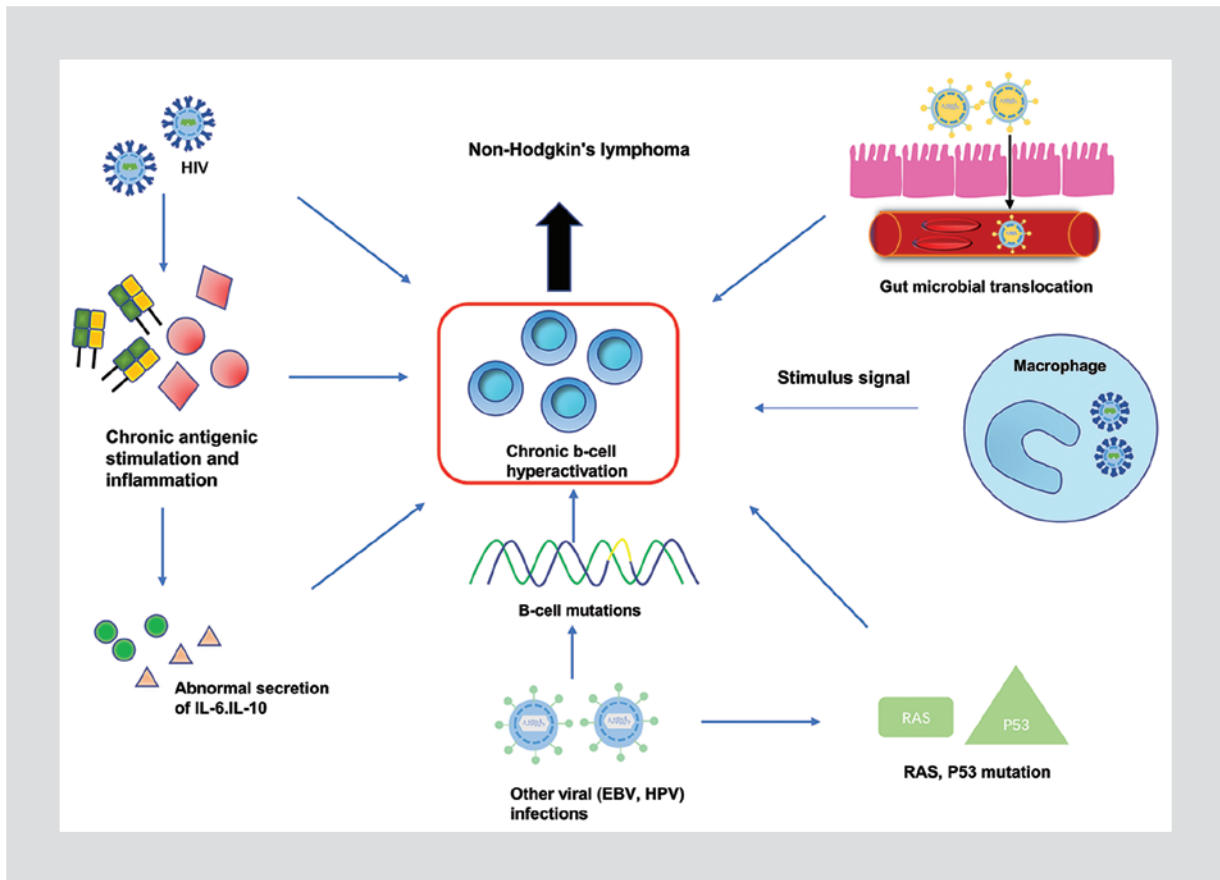 HIV
Non-Hodgkin's lymphoma
Gut microbial translocation
Chronic antigenic
stimulation and
inflammation
Chronic b-cell
hyperactivation
Stimulus signal
Macrophage
B-cell mutations
Abnormal secretion
of IL-6.IL-10
Other viral (EBV, HPV)
infections
RAS
P53
RAS, P53 mutation